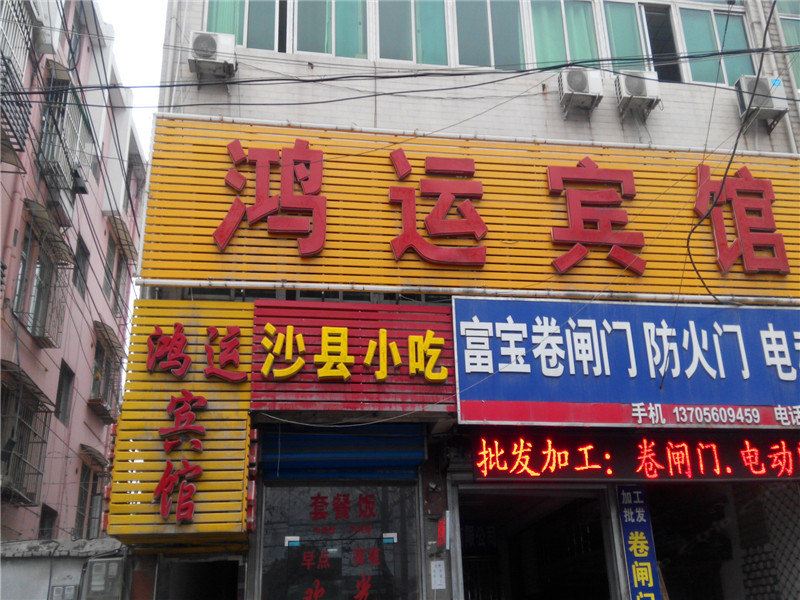 鸿运宾馆
鸿运
宾
馆
沙县小吃
富宝卷闸门 防火门 电
手机 13705609459 电话
批发加工：卷闸门.电动
套餐饭
早点
加工
批发
卷
闸